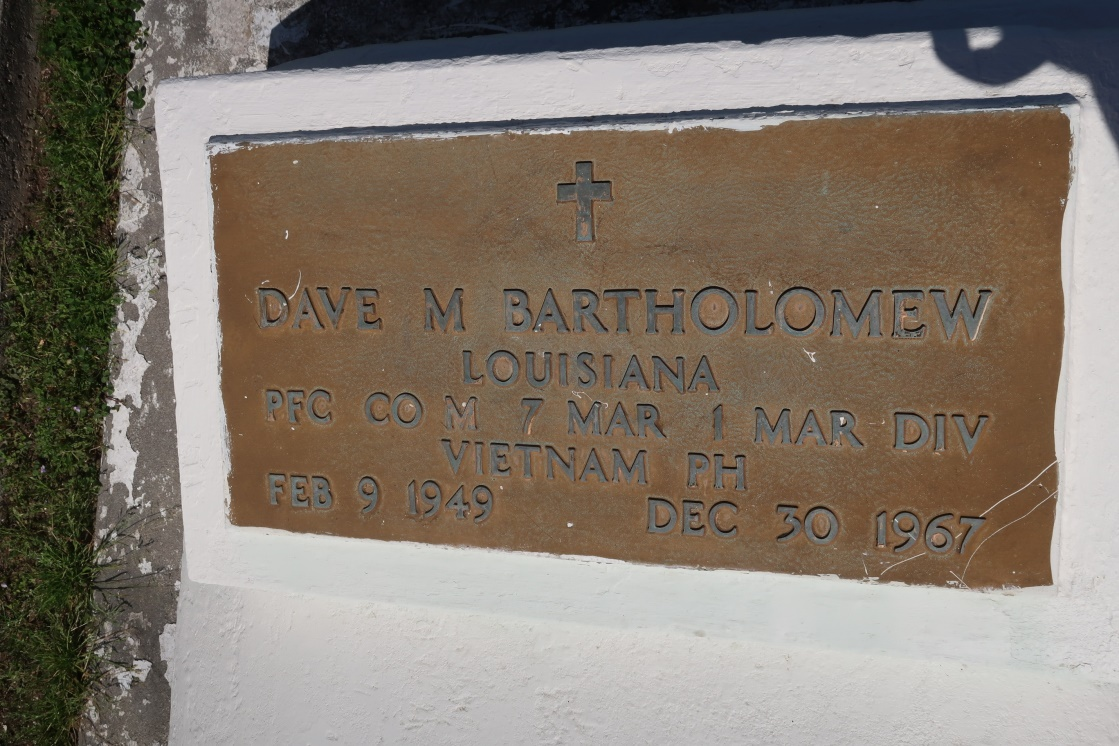 DAVE M BARTHOLOMEW
LOUISIANA
PFC CO M 7 MAR 1 MAR DIV
VIETNAM PH
FEB 9 1949 DEC 30 1967